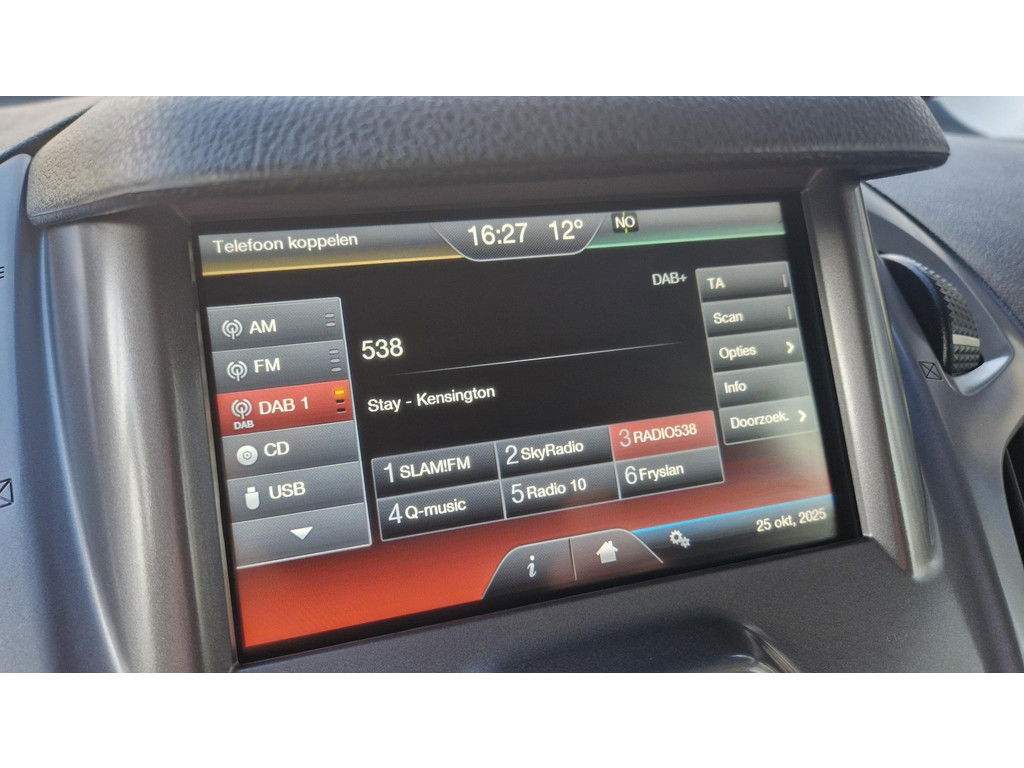 Telefoon koppelen
16:27 12°
NO
DAB+
AM
FM
DAB 1
DAB
CD
USB
538
Stay - Kensington
1 SLAM!FM
2 SkyRadio
3 RADIO538
4 Q-music
5 Radio 10
6 Fryslan
TA
Scan
Opties
Info
Doorzoek.
i
25 okt, 2025